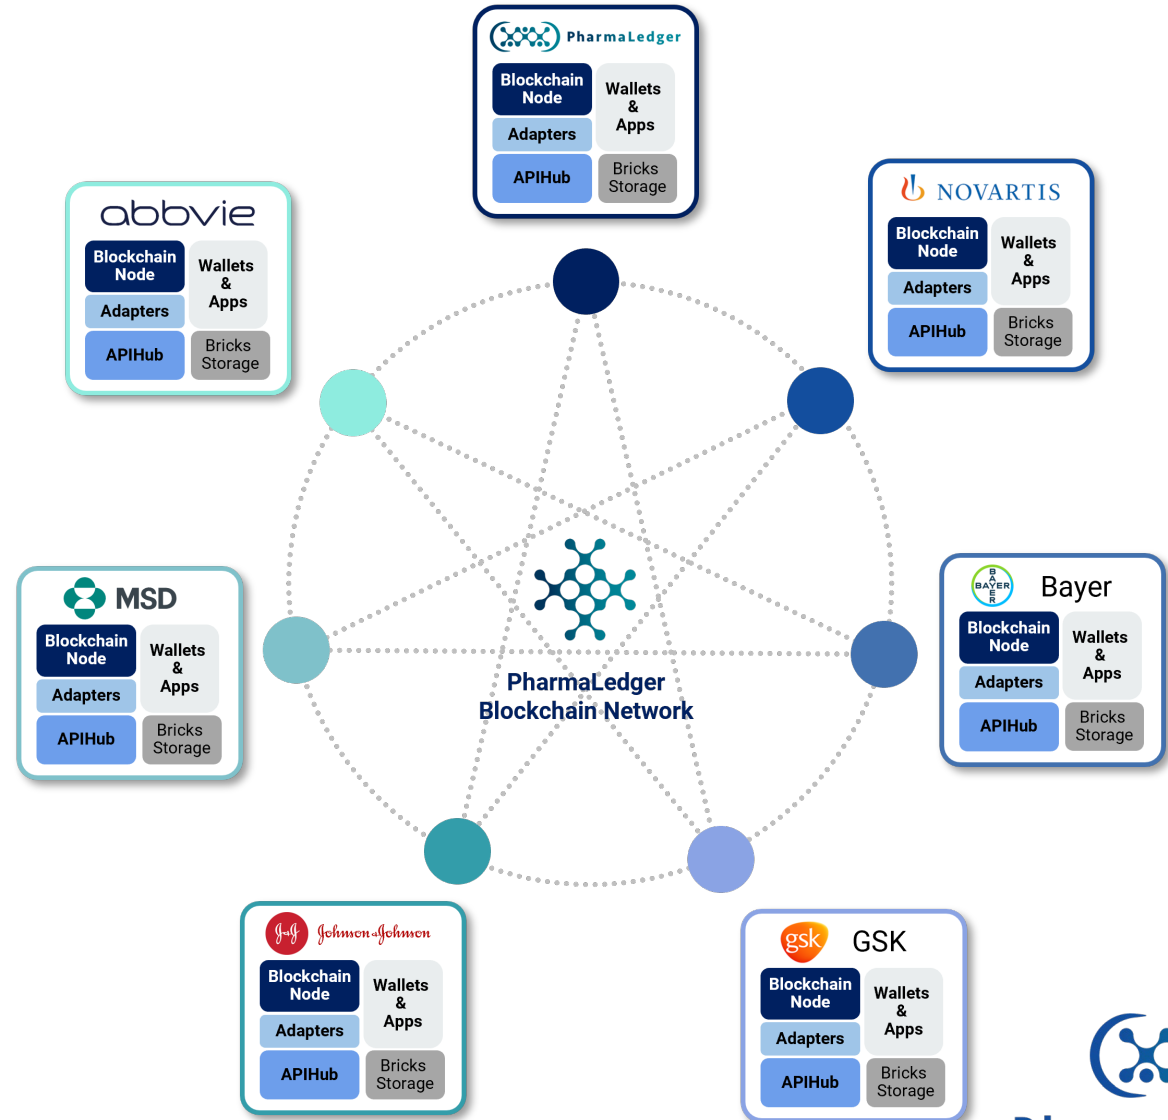 PharmaLedger
Blockchain
Node
Wallets
&
Apps
Adapters
APIHub
Bricks
Storage
abbvie
Blockchain
Node
Wallets
&
Apps
Adapters
APIHub
Bricks
Storage
NOVARTIS
Blockchain
Node
Wallets
&
Apps
Adapters
APIHub
Bricks
Storage
MSD
Blockchain
Node
Wallets
&
Apps
Adapters
APIHub
Bricks
Storage
PharmaLedger
Blockchain Network
BAYER
BAYER
Bayer
Blockchain
Node
Wallets
&
Apps
Adapters
APIHub
Bricks
Storage
J&J Johnson & Johnson
Blockchain
Node
Wallets
&
Apps
Adapters
APIHub
Bricks
Storage
gsk GSK
Blockchain
Node
Wallets
&
Apps
Adapters
APIHub
Bricks
Storage